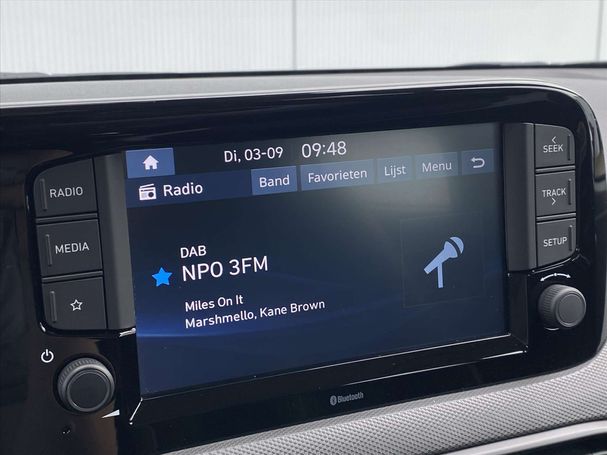 Di, 03-09 09:48
Radio Band Favorieten Lijst Menu
DAB
NPO 3FM
Miles On It
Marshmello, Kane Brown
RADIO
MEDIA
SEEK
TRACK
SETUP
Bluetooth